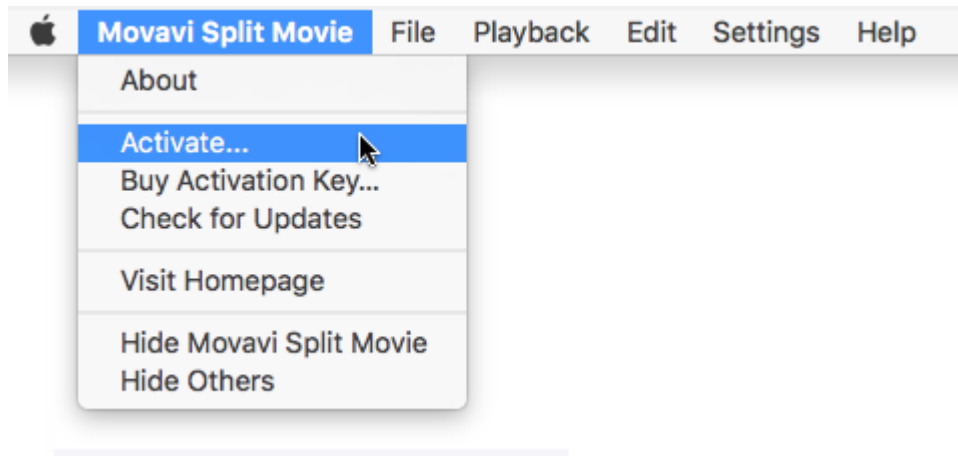 Movavi Split Movie File Playback Edit Settings Help
About
Activate...
Buy Activation Key...
Check for Updates
Visit Homepage
Hide Movavi Split Movie
Hide Others